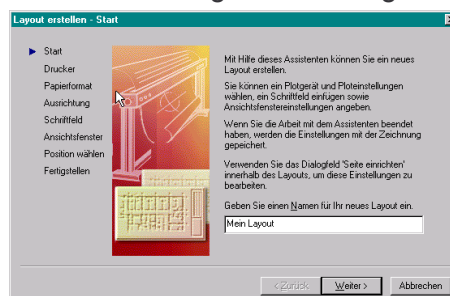 Layout erstellen - Start
Start
Drucker
Papierformat
Ausrichtung
Schriftfeld
Ansichtsfenster
Position wählen
Fertigstellen
Mit Hilfe dieses Assistenten können Sie ein neues
Layout erstellen.
Sie können ein Plotgerät und Ploteinstellungen
wählen, ein Schriftfeld einfügen sowie
Ansichtsfenstereinstellungen angeben.
Wenn Sie die Arbeit mit dem Assistenten beendet
haben, werden die Einstellungen mit der Zeichnung
gepeichert.
Verwenden Sie das Dialogfeld 'Seite einrichten'
innerhalb des Layouts, um diese Einstellungen zu
bearbeiten.
Geben Sie einen Namen für Ihr neues Layout ein.
Mein Layout
< Zurück Weiter > Abbrechen